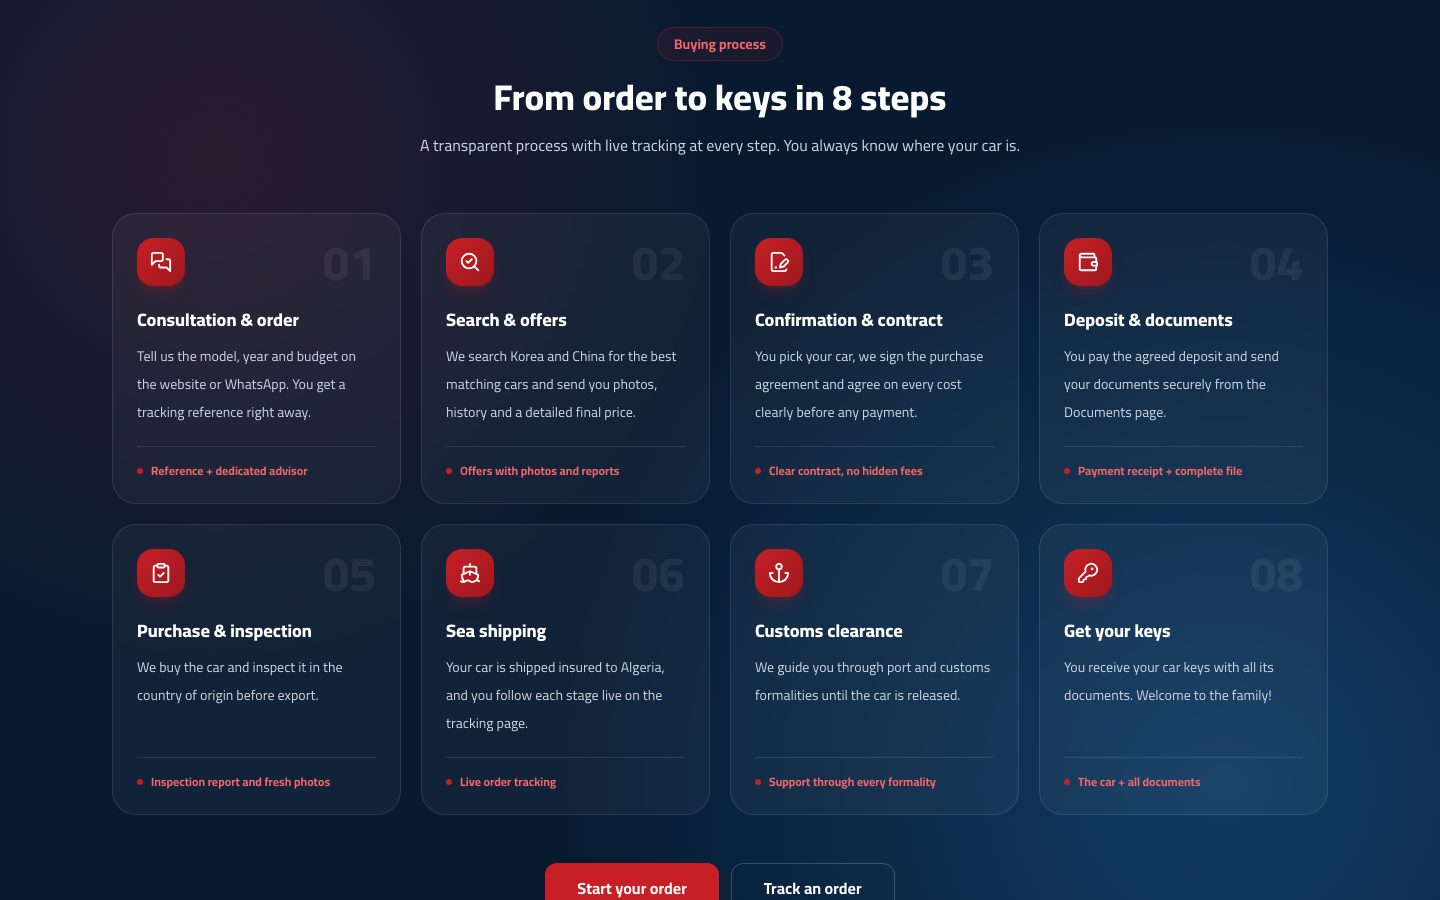 Buying process
From order to keys in 8 steps
A transparent process with live tracking at every step. You always know where your car is.
01
Consultation & order
Tell us the model, year and budget on
the website or WhatsApp. You get a
tracking reference right away.
Reference + dedicated advisor
02
Search & offers
We search Korea and China for the best
matching cars and send you photos,
history and a detailed final price.
Offers with photos and reports
03
Confirmation & contract
You pick your car, we sign the purchase
agreement and agree on every cost
clearly before any payment.
Clear contract, no hidden fees
04
Deposit & documents
You pay the agreed deposit and send
your documents securely from the
Documents page.
Payment receipt + complete file
05
Purchase & inspection
We buy the car and inspect it in the
country of origin before export.
Inspection report and fresh photos
06
Sea shipping
Your car is shipped insured to Algeria,
and you follow each stage live on the
tracking page.
Live order tracking
07
Customs clearance
We guide you through port and customs
formalities until the car is released.
Support through every formality
08
Get your keys
You receive your car keys with all its
documents. Welcome to the family!
The car + all documents
Start your order
Track an order